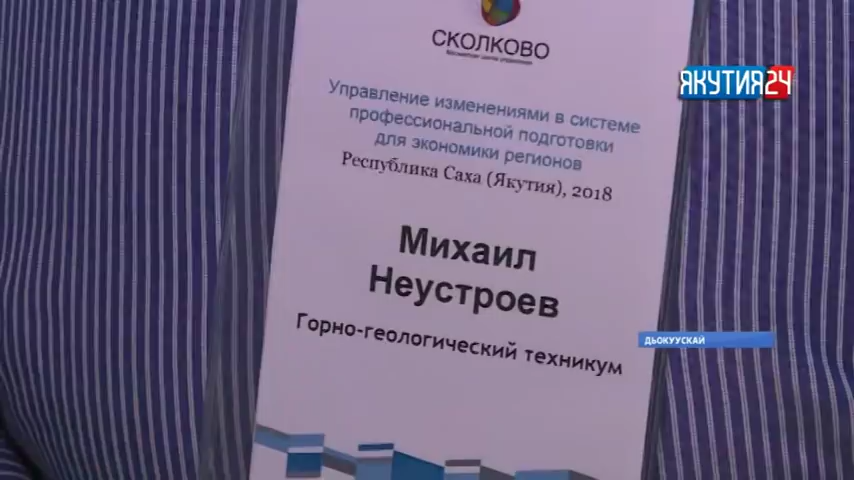 СКОЛКОВО
Управление изменениями в системе
профессиональной подготовки
для экономики регионов
Республика Саха (Якутия), 2018
Михаил
Неустроев
Горно-геологический техникум
ЯКУТИЯ24
ДЬОКУУСКАЙ